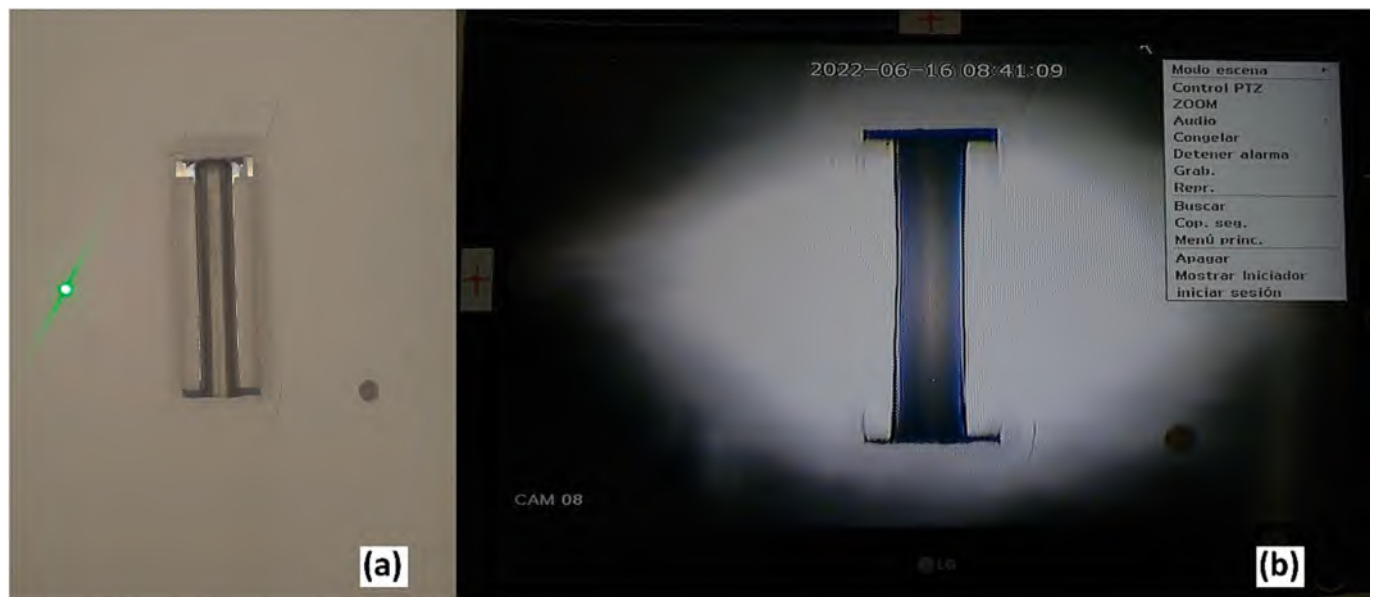 2022-06-16 08:41:09
Modo escena
Control PTZ
ZOOM
Audio
Congelar
Detener alarma
Grab.
Repr.
Buscar
Cop. seg.
Menú princ.
Apagar
Mostrar Iniciador
iniciar sesión
CAM 08
LG
(a)
(b)